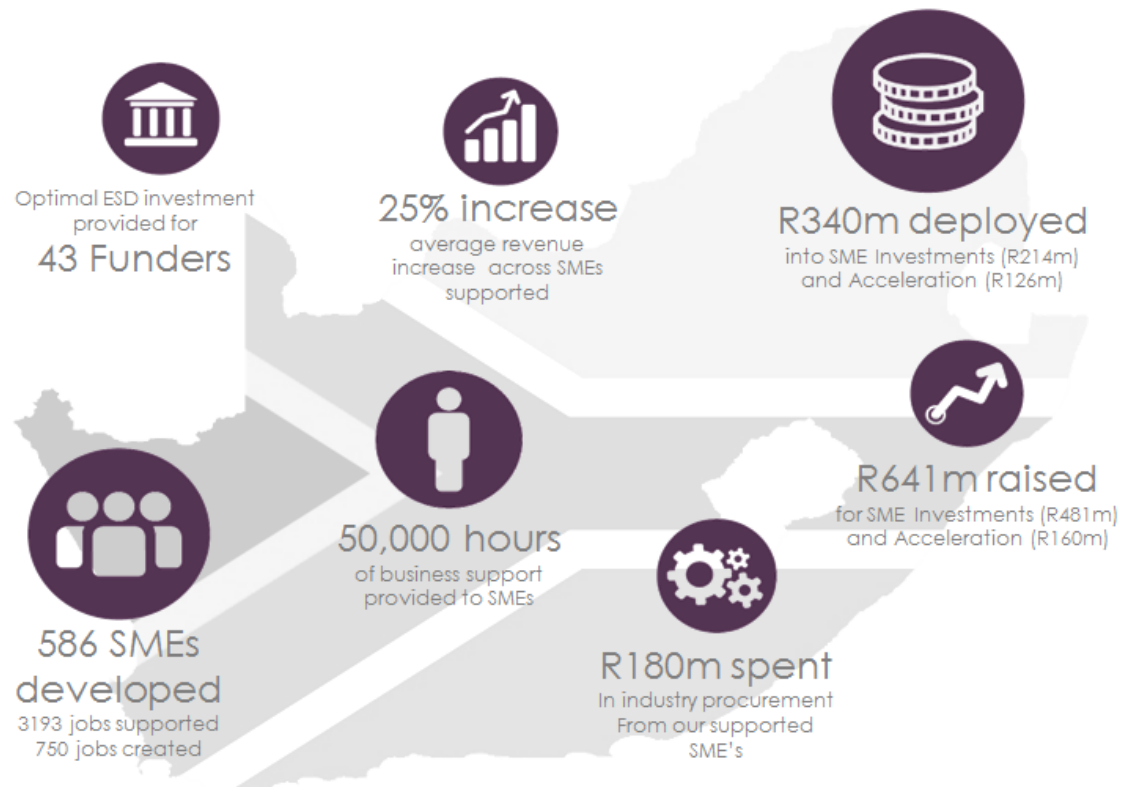 Optimal ESD investment
provided for
43 Funders
25% increase
average revenue
increase across SMEs
supported
R340m deployed
into SME Investments (R214m)
and Acceleration (R126m)
R641m raised
for SME Investments (R481m)
and Acceleration (R160m)
50,000 hours
of business support
provided to SMEs
586 SMEs
developed
3193 jobs supported
750 jobs created
R180m spent
In industry procurement
From our supported
SME's